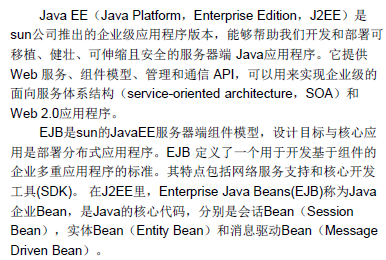 Java EE（Java Platform，Enterprise Edition，J2EE）是
sun公司推出的企业级应用程序版本，能够帮助我们开发和部署可
移植、健壮、可伸缩且安全的服务器端 Java应用程序。它提供
Web 服务、组件模型、管理和通信 API，可以用来实现企业级的
面向服务体系结构（service-oriented architecture，SOA）和
Web 2.0应用程序。
EJB是sun的JavaEE服务器端组件模型，设计目标与核心应
用是部署分布式应用程序。EJB 定义了一个用于开发基于组件的
企业多重应用程序的标准。其特点包括网络服务支持和核心开发
工具(SDK)。 在J2EE里，Enterprise Java Beans(EJB)称为Java
企业Bean，是Java的核心代码，分别是会话Bean（Session
Bean），实体Bean（Entity Bean）和消息驱动Bean（Message
Driven Bean）。